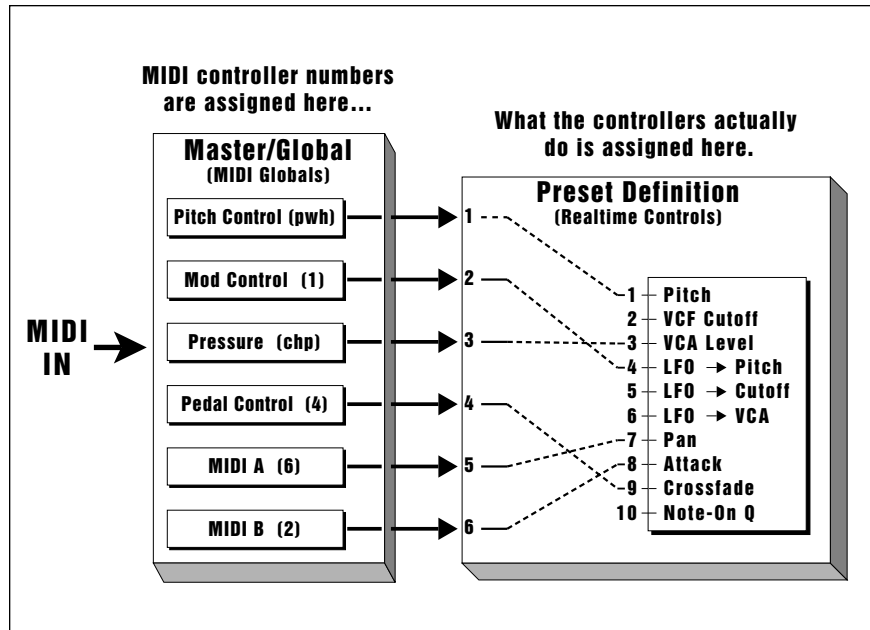 MIDI controller numbers
are assigned here...
What the controllers actually
do is assigned here.
MIDI
IN
Master/Global
(MIDI Globals)
Pitch Control (pwh)
Mod Control (1)
Pressure (chp)
Pedal Control (4)
MIDI A (6)
MIDI B (2)
Preset Definition
(Realtime Controls)
1
2
3
4
5
6
1 Pitch
2 VCF Cutoff
3 VCA Level
4 LFO → Pitch
5 LFO → Cutoff
6 LFO → VCA
7 Pan
8 Attack
9 Crossfade
10 Note-On Q